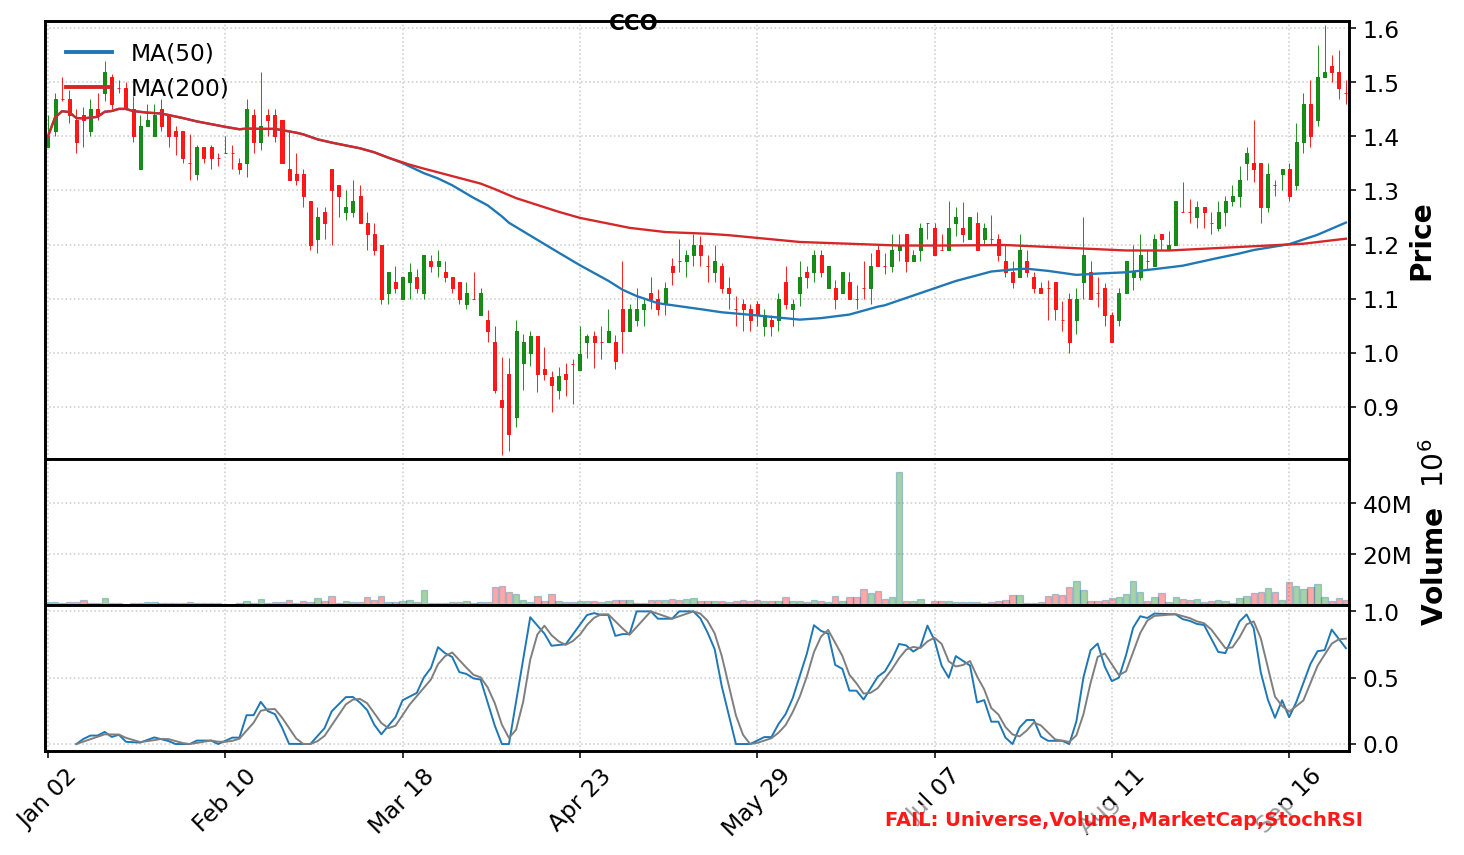 CCO
MA(50)
MA(200)
1.6
1.5
1.4
1.3
1.2
1.1
1.0
0.9
Price
40M
20M
Volume 10^6
1.0
0.5
0.0
Jan 02
Feb 10
Mar 18
Apr 23
May 29
Jul 07
Aug 11
Sep 16
FAIL: Universe,Volume,MarketCap,StochRSI